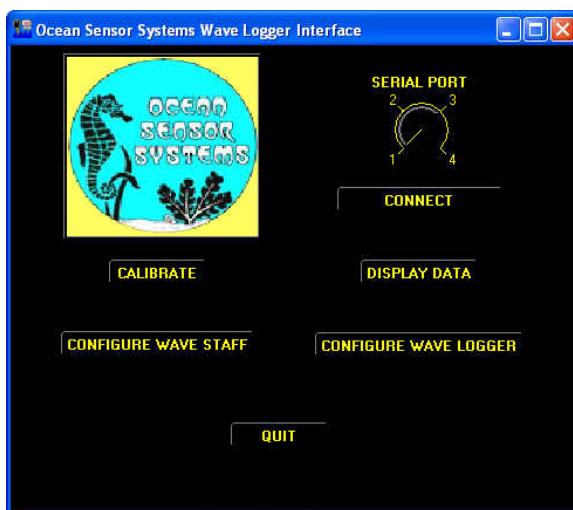 Ocean Sensor Systems Wave Logger Interface
OCEAN
SENSOR
SYSTEMS
SERIAL PORT
2 3
1 4
CONNECT
CALIBRATE
DISPLAY DATA
CONFIGURE WAVE STAFF
CONFIGURE WAVE LOGGER
QUIT